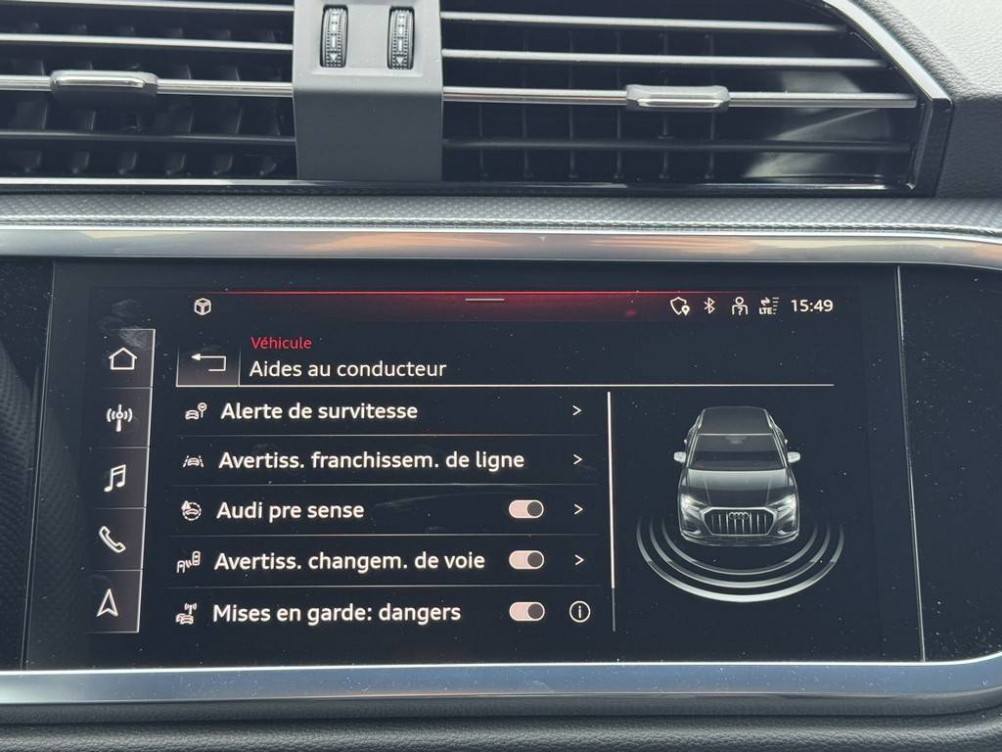 LTE
15:49
Véhicule
Aides au conducteur
Alerte de survitesse
Avertiss. franchissem. de ligne
Audi pre sense
Avertiss. changem. de voie
Mises en garde: dangers